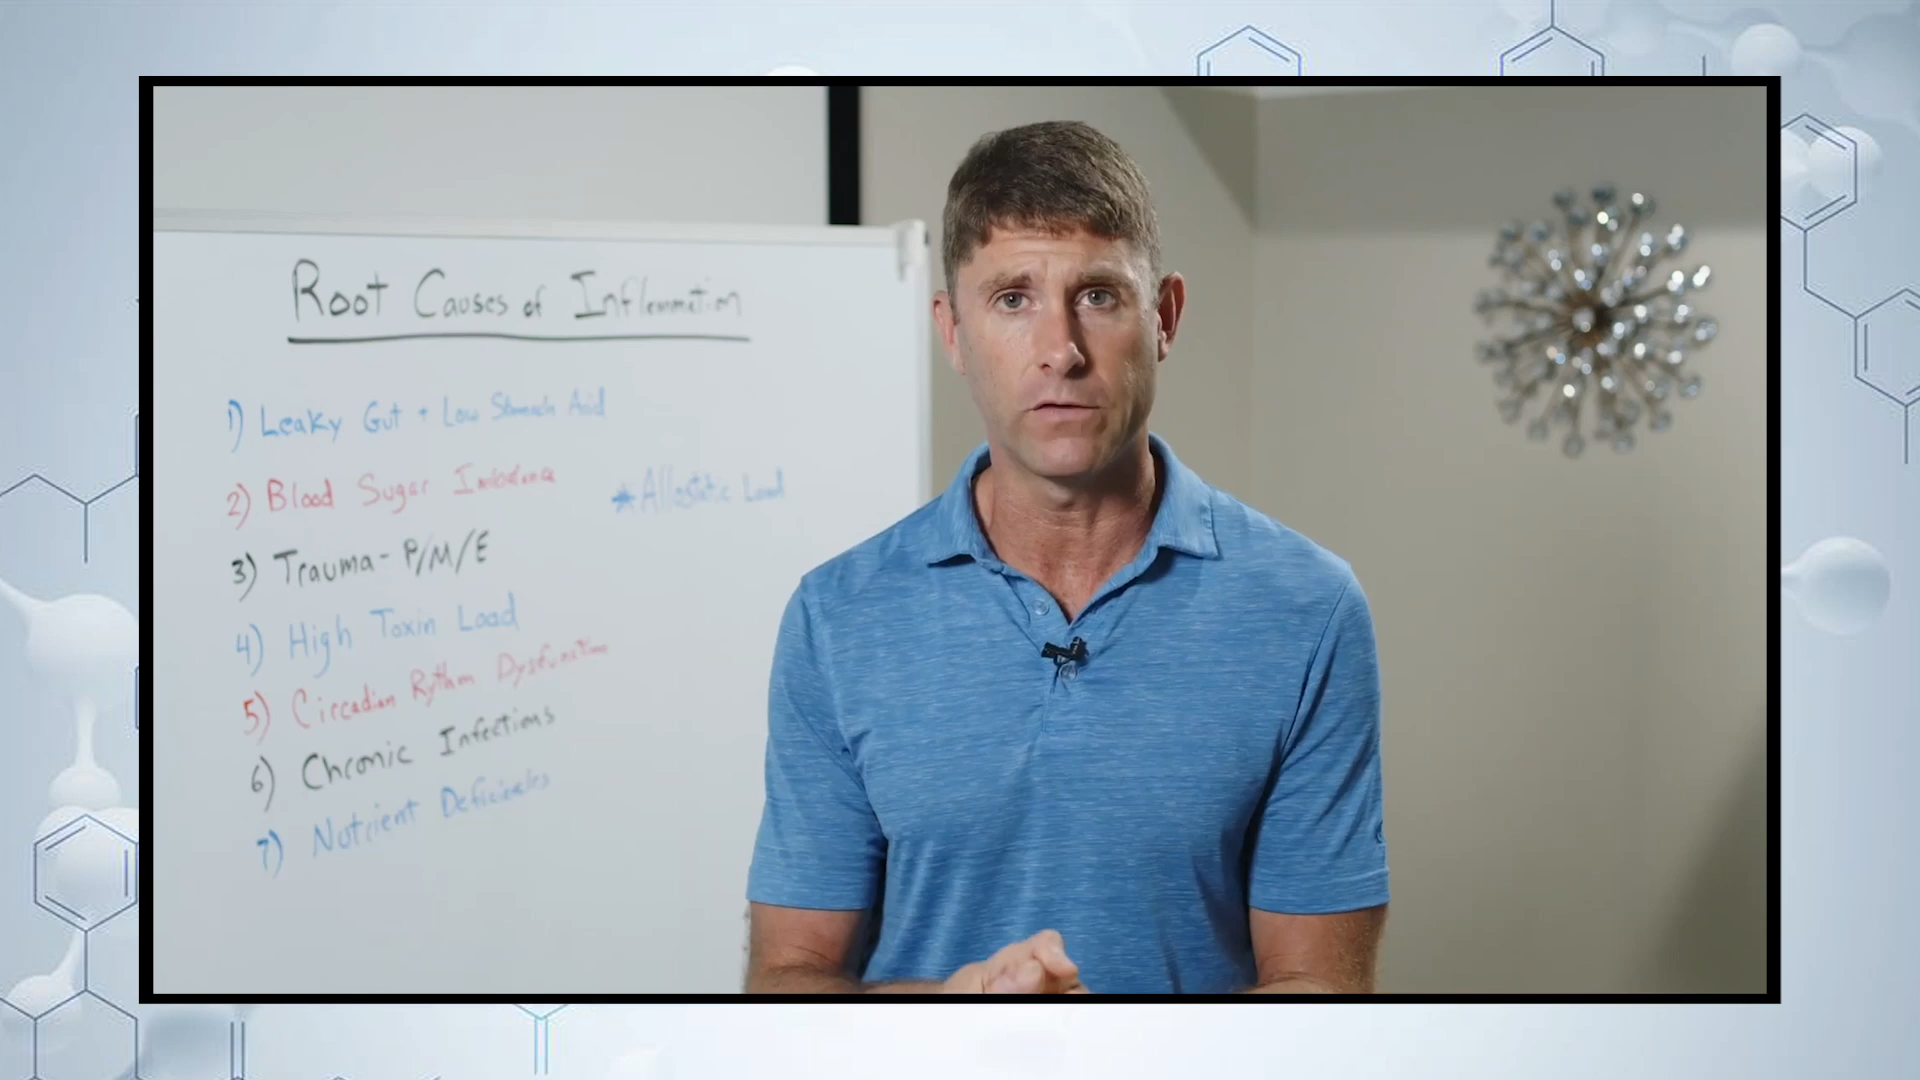 Root Causes of Inflammation
1) Leaky Gut + Low Stomach Acid
2) Blood Sugar Imbalance
*Allostatic Load
3) Trauma- P/M/E
4) High Toxin Load
5) Circadian Rythm Dysfunction
6) Chronic Infections
7) Nutrient Deficiencies